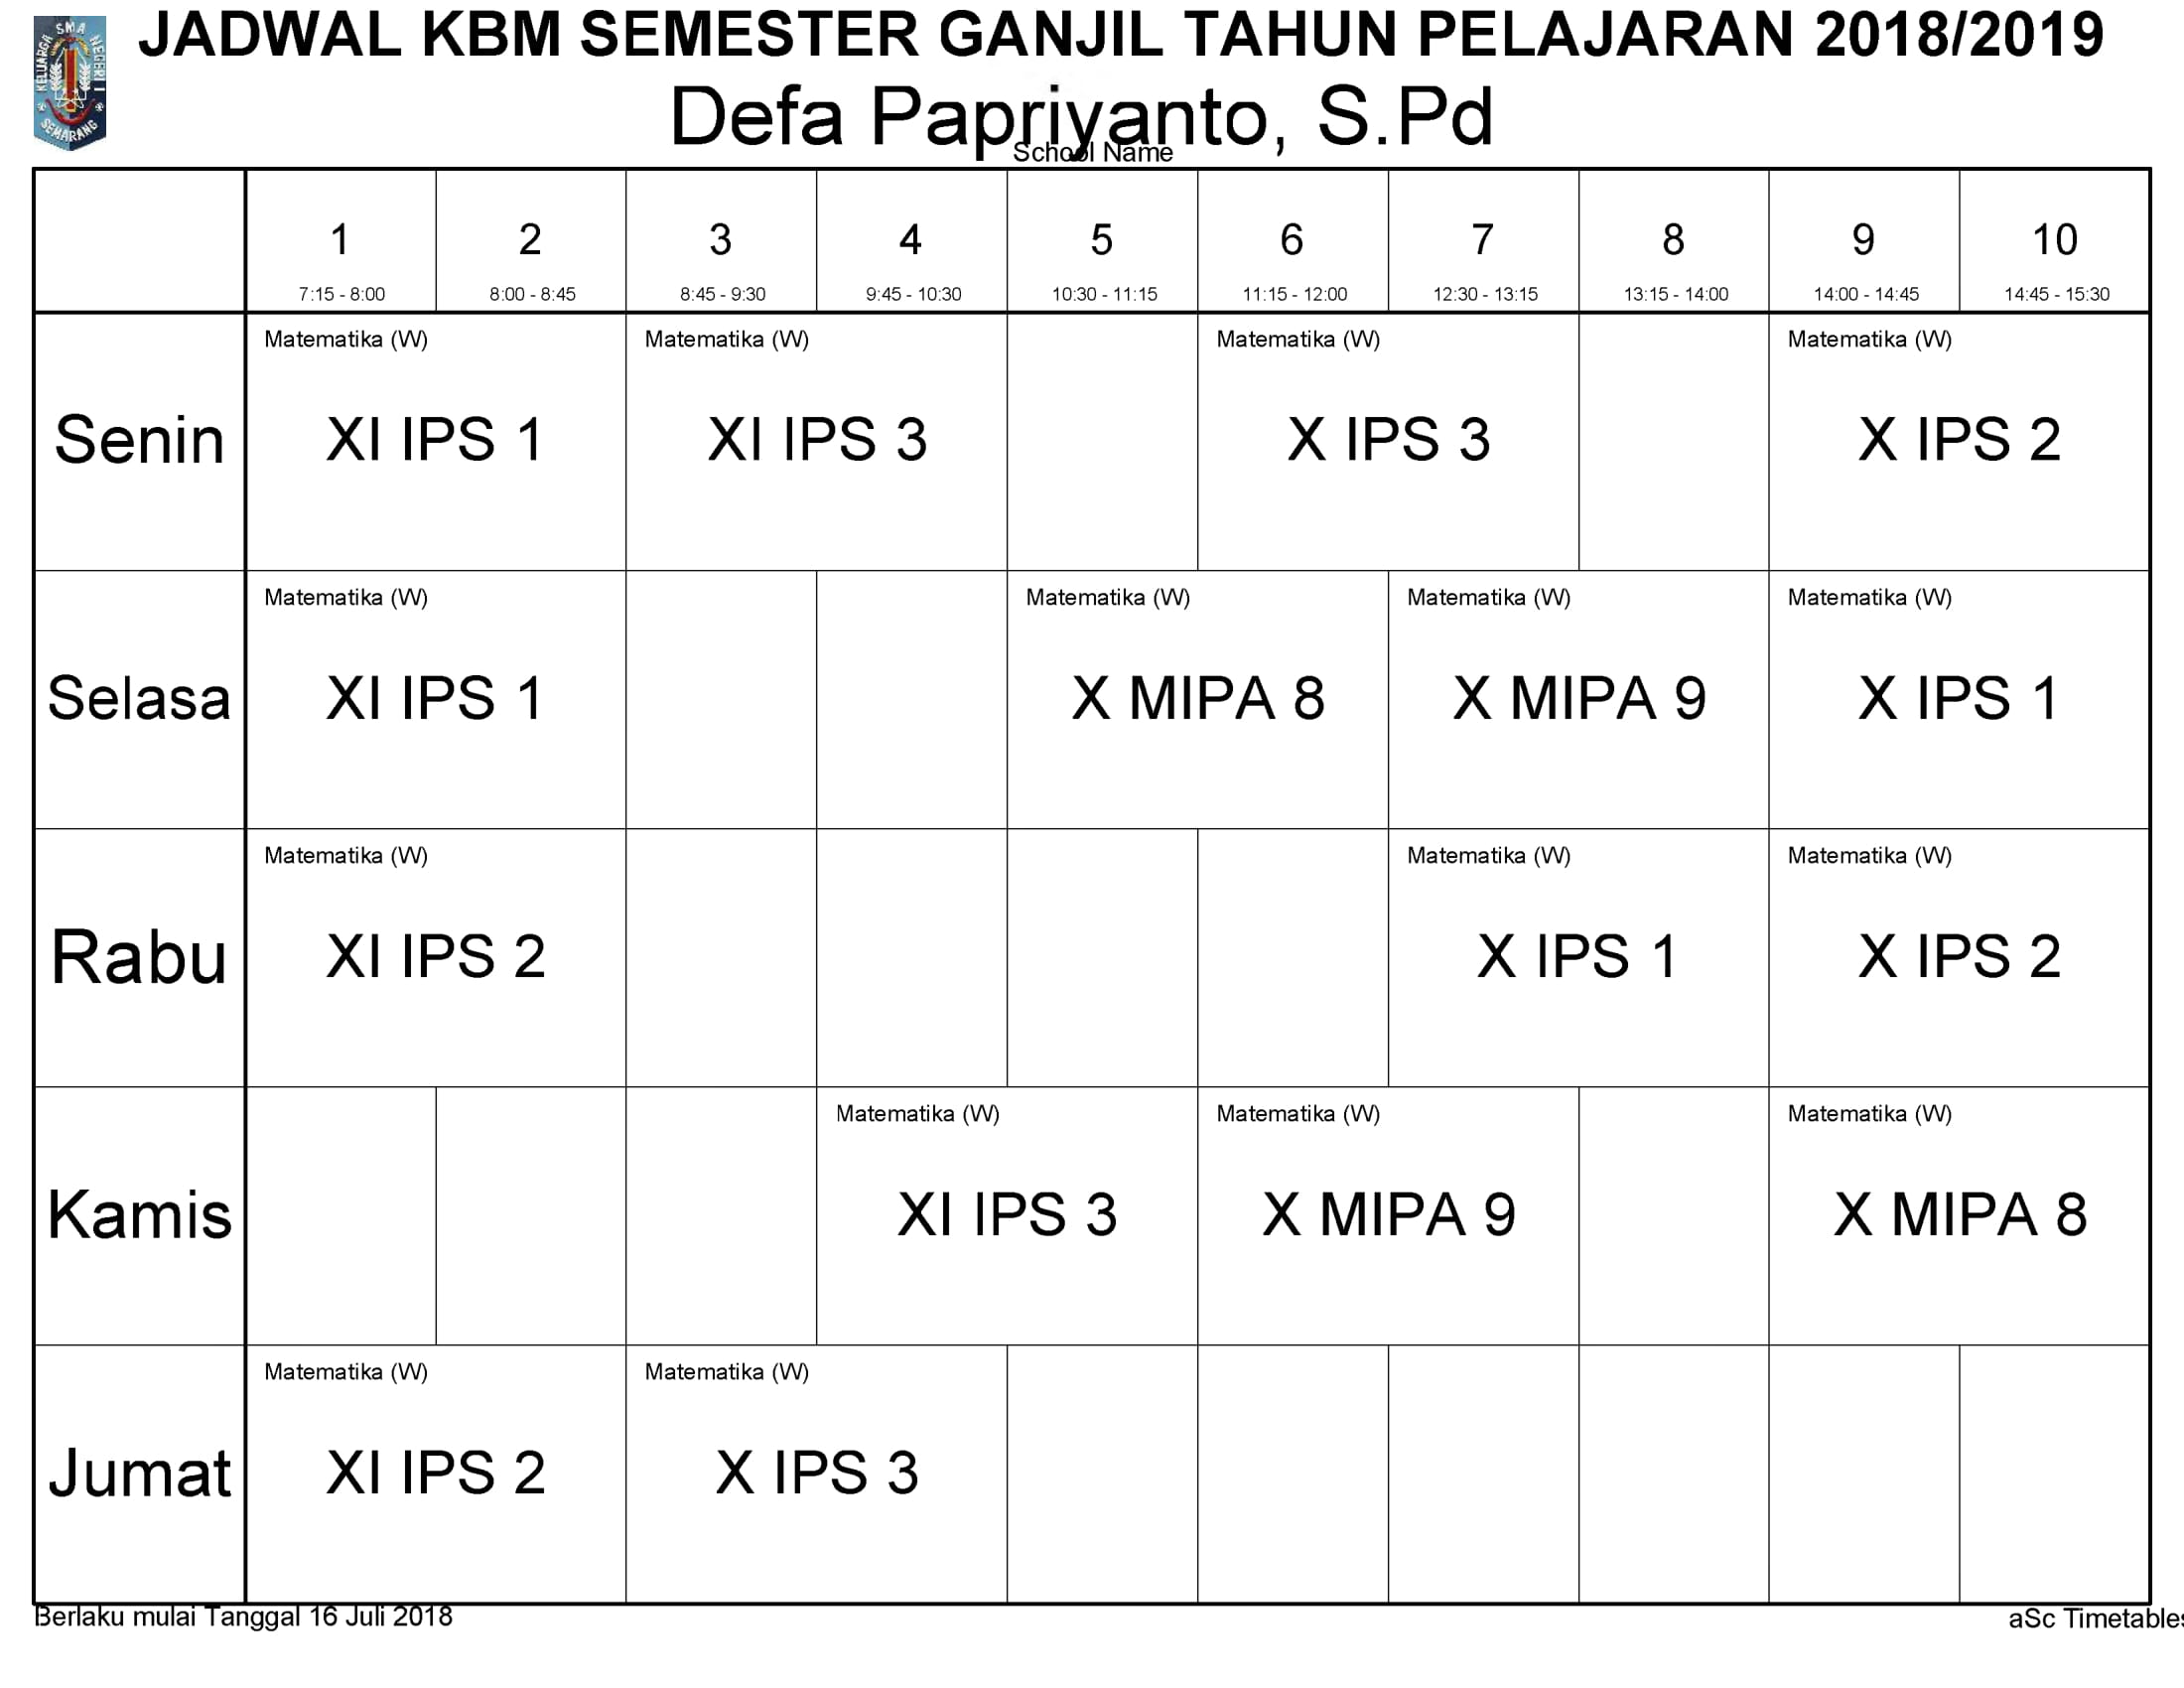 KELUARGA SMA NEGERI 1
SEMARANG
JADWAL KBM SEMESTER GANJIL TAHUN PELAJARAN 2018/2019
Defa Papriyanto, S.Pd
School Name
1 2 3 4 5 6 7 8 9 10
7:15 - 8:00 8:00 - 8:45 8:45 - 9:30 9:45 - 10:30 10:30 - 11:15 11:15 - 12:00 12:30 - 13:15 13:15 - 14:00 14:00 - 14:45 14:45 - 15:30
Matematika (W) Matematika (W) Matematika (W) Matematika (W)
Senin XI IPS 1 XI IPS 3 X IPS 3 X IPS 2
Matematika (W) Matematika (W) Matematika (W) Matematika (W)
Selasa XI IPS 1 X MIPA 8 X MIPA 9 X IPS 1
Matematika (W) Matematika (W) Matematika (W)
Rabu XI IPS 2 X IPS 1 X IPS 2
Matematika (W) Matematika (W) Matematika (W)
Kamis XI IPS 3 X MIPA 9 X MIPA 8
Matematika (W) Matematika (W)
Jumat XI IPS 2 X IPS 3
Berlaku mulai Tanggal 16 Juli 2018
aSc Timetables